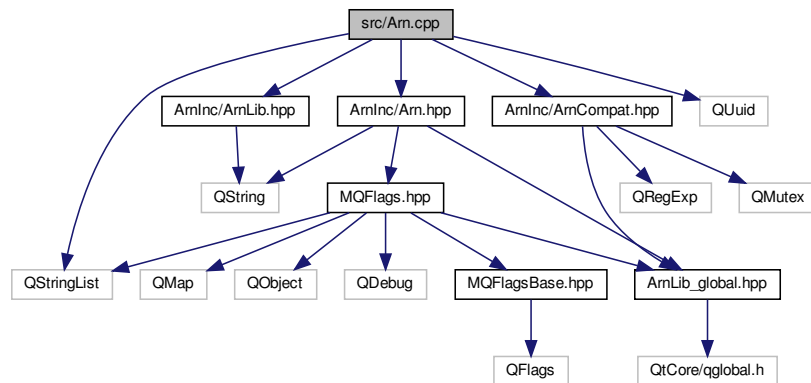 src/Arn.cpp
ArnInc/ArnLib.hpp
ArnInc/Arn.hpp
ArnInc/ArnCompat.hpp
QUuid
QString
MQFlags.hpp
QRegExp
QMutex
QStringList
QMap
QObject
QDebug
MQFlagsBase.hpp
ArnLib_global.hpp
QFlags
QtCore/qglobal.h